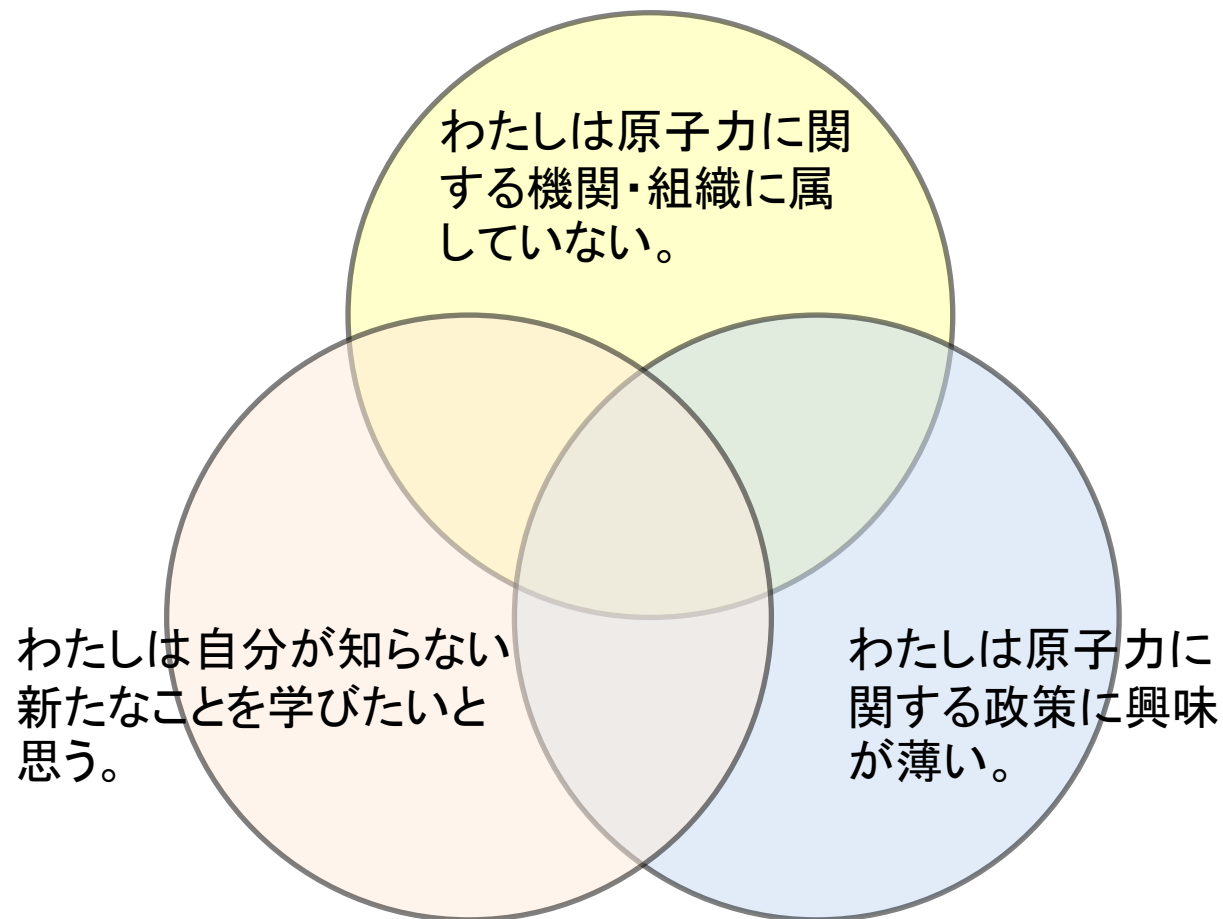 わたしは原子力に関
する機関・組織に属
していない。
わたしは自分が知らない
新たなことを学びたいと
思う。
わたしは原子力に
関する政策に興味
が薄い。